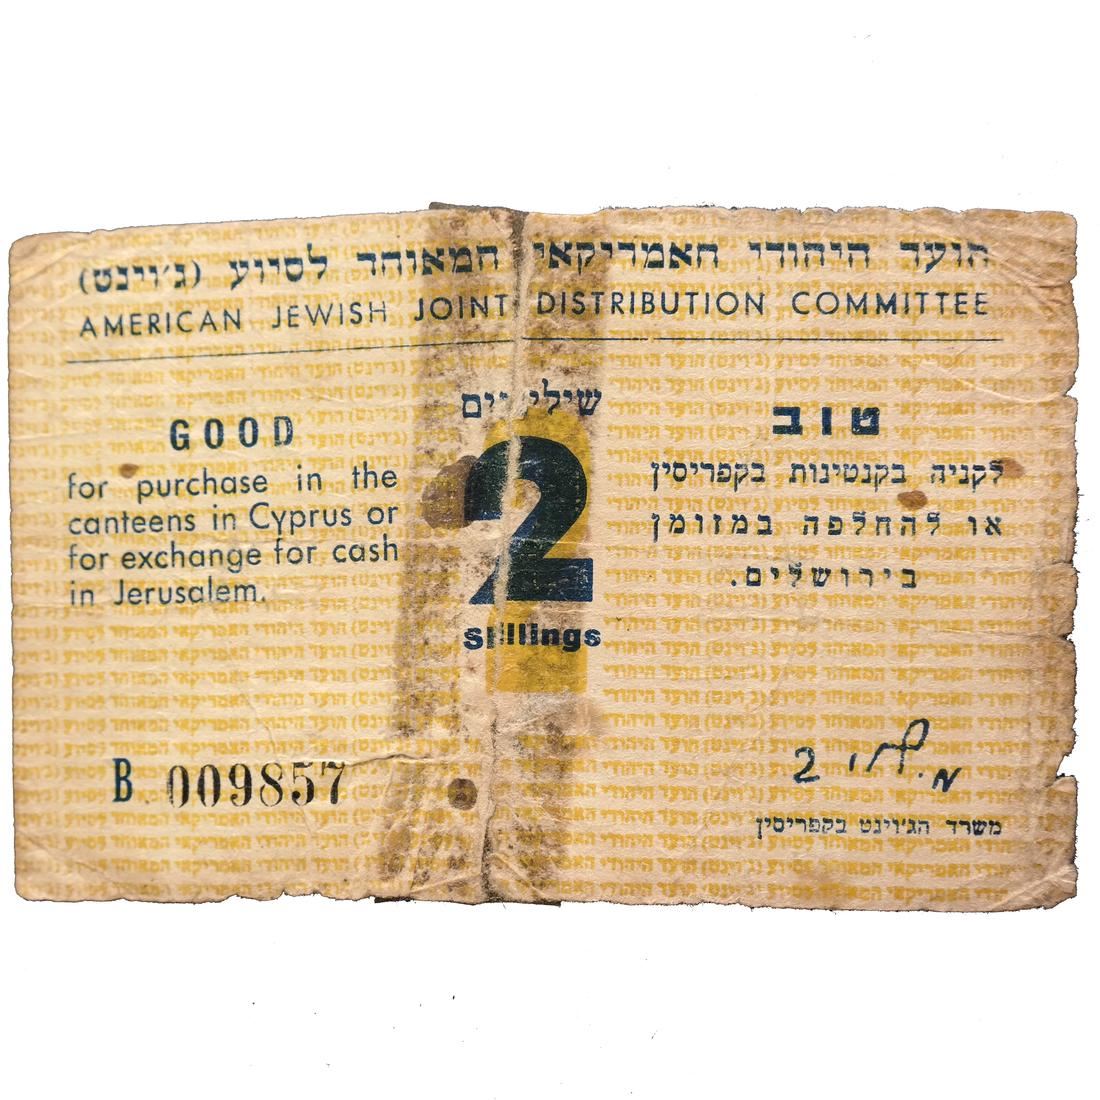 הועד היהודי האמריקאי המאוחד לסיוע (ג'וינט)
AMERICAN JEWISH JOINT DISTRIBUTION COMMITTEE
GOOD
for purchase in the
canteens in Cyprus or
for exchange for cash
in Jerusalem.
שילינגים
2
Shillings
טוב
לקניה בקנטינות בקפריסין
או להחלפה במזומן
בירושלים.
B 009857
משרד הג'וינט בקפריסין